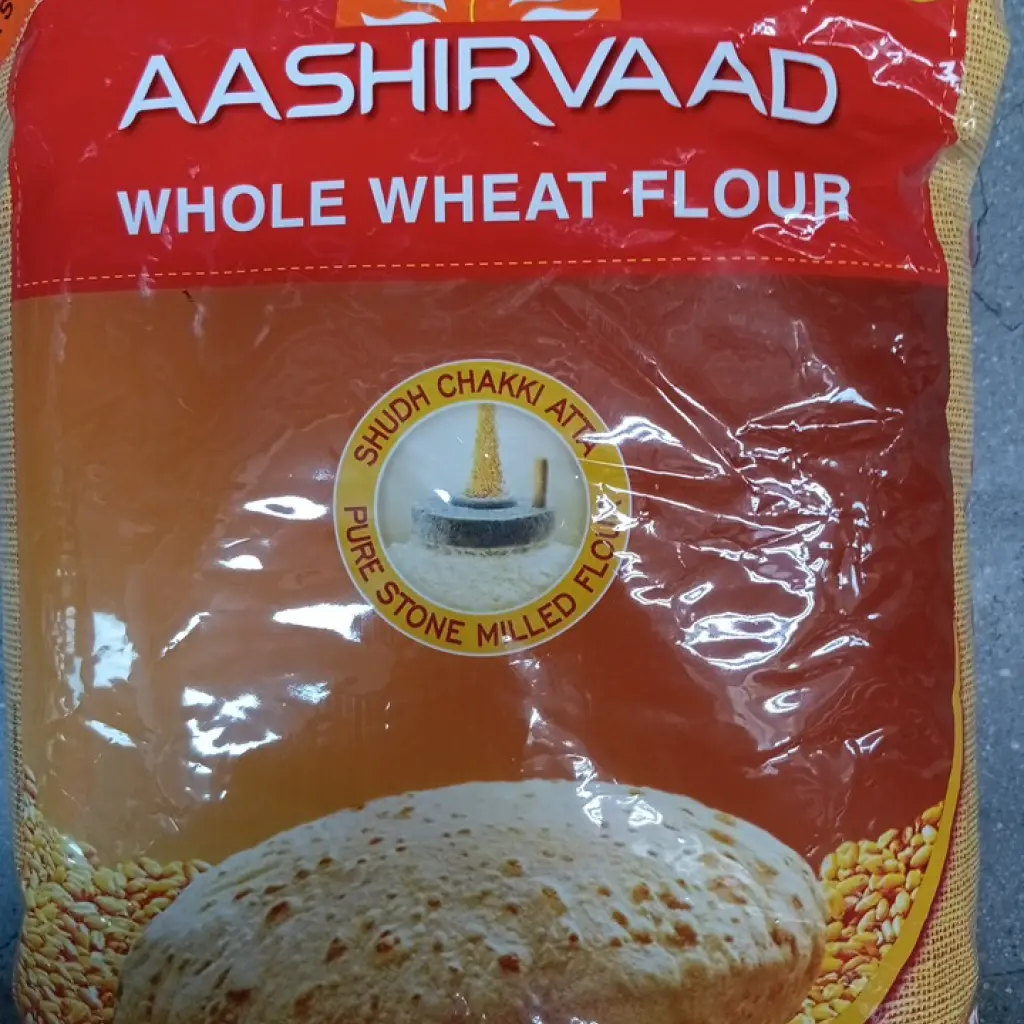 AASHIRVAAD
WHOLE WHEAT FLOUR
SHUDH CHAKKI ATTA
PURE STONE MILLED FLOUR